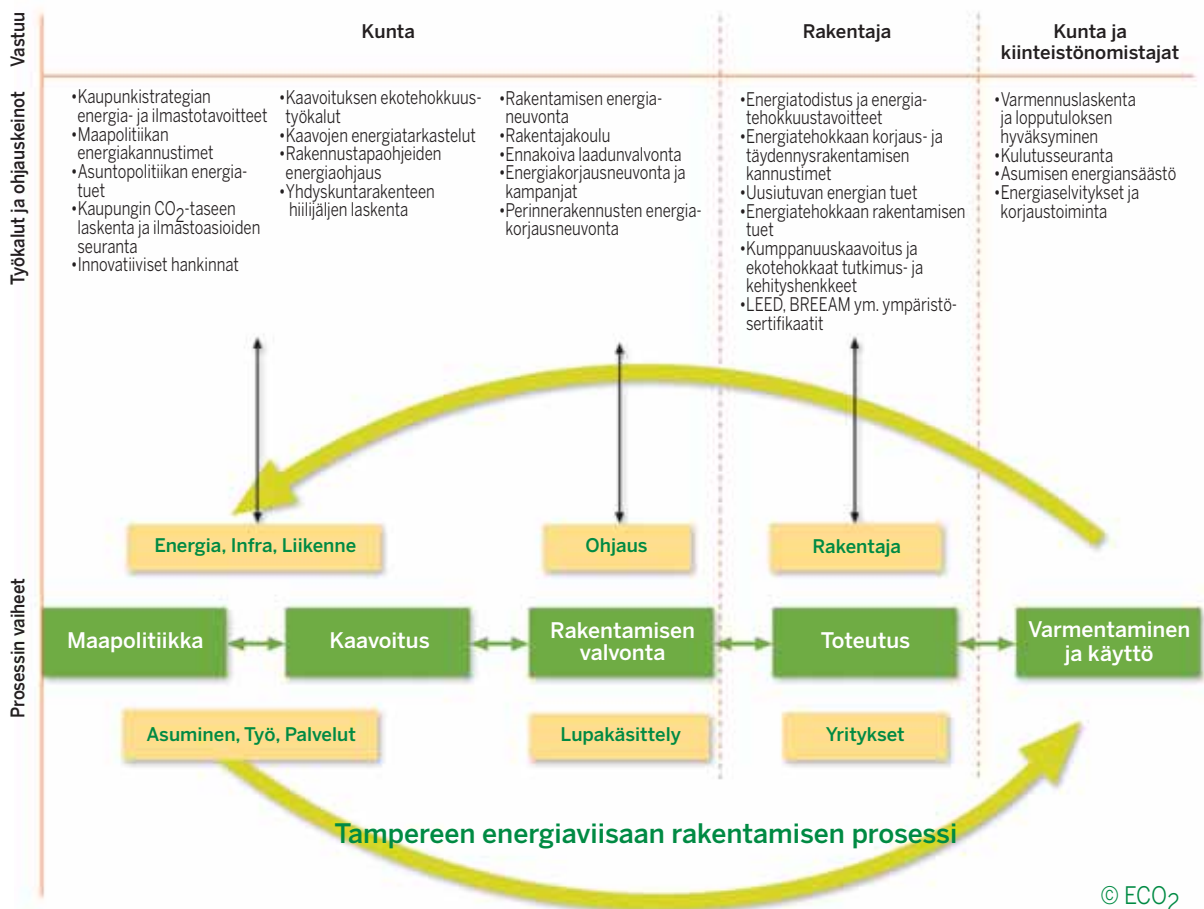 Vastuu
Kunta
Rakentaja
Kunta ja
kiinteistönomistajat
Työkalut ja ohjauskeinot
•Kaupunkistrategian
energia- ja ilmastotavoitteet
•Maapolitiikan
energiakannustimet
•Asuntopolitiikan energia-
tuet
•Kaupungin CO₂-taseen
laskenta ja ilmastoasioiden
seuranta
•Innovatiiviset hankinnat
•Kaavoituksen ekotehokkuus-
työkalut
•Kaavojen energiatarkastelut
•Rakennustapaohjeiden
energiaohjaus
•Yhdyskuntarakenteen
hiilijäljen laskenta
•Rakentamisen energia-
neuvonta
•Rakentajakoulu
•Ennakoiva laadunvalvonta
•Energiakorjausneuvonta ja
kampanjat
•Perinnerakennusten energia-
korjausneuvonta
•Energiatodistus ja energia-
tehokkuustavoitteet
•Energiatehokkaan korjaus- ja
täydennysrakentamisen
kannustimet
•Uusiutuvan energian tuet
•Energiatehokkaan rakentamisen
tuet
•Kumppanuuskaavoitus ja
ekotehokkaat tutkimus- ja
kehityshenkkeet
•LEED, BREEAM ym. ympäristö-
sertifikaatit
•Varmennuslaskenta
ja lopputuloksen
hyväksyminen
•Kulutusseuranta
•Asumisen energiansäästö
•Energiaselvitykset ja
korjaustoiminta
Prosessin vaiheet
Energia, Infra, Liikenne
Ohjaus
Rakentaja
Maapolitiikka
Kaavoitus
Rakentamisen
valvonta
Toteutus
Varmentaminen
ja käyttö
Asuminen, Työ, Palvelut
Lupakäsittely
Yritykset
Tampereen energiaviisaan rakentamisen prosessi
© ECO₂